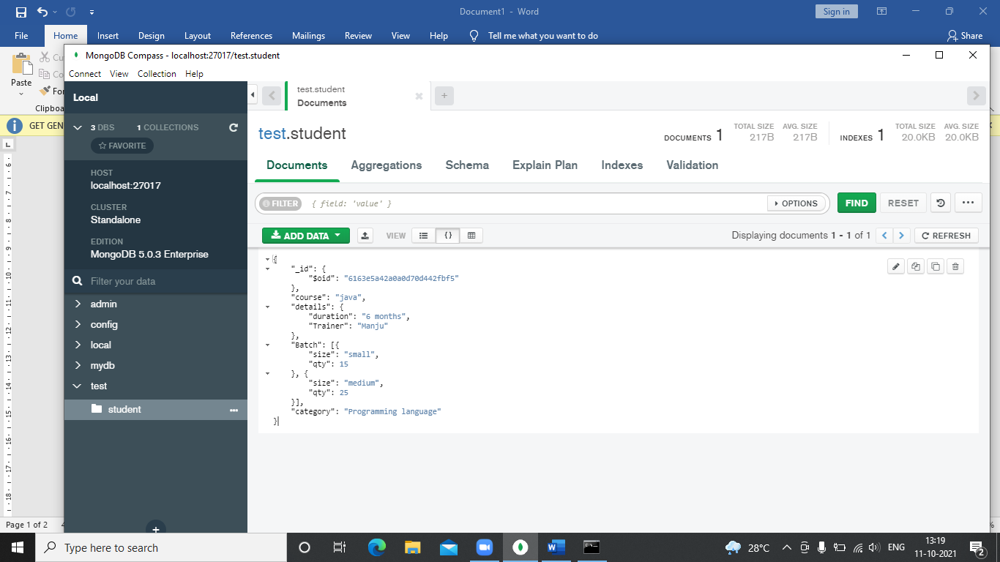 Document1 - Word
Sign in
File Home Insert Design Layout References Mailings Review View Help Tell me what you want to do Share
MongoDB Compass - localhost:27017/test.student
Paste
Connect View Collection Help
Clipboa
GET GEN
Local
3 DBS 1 COLLECTIONS
FAVORITE
HOST
localhost:27017
CLUSTER
Standalone
EDITION
MongoDB 5.0.3 Enterprise
Filter your data
admin
config
local
mydb
test
student
test.student
Documents
test.student
DOCUMENTS 1 TOTAL SIZE 217B AVG. SIZE 217B INDEXES 1 TOTAL SIZE 20.0KB AVG. SIZE 20.0KB
Documents Aggregations Schema Explain Plan Indexes Validation
FILTER { field: 'value' } OPTIONS FIND RESET
ADD DATA VIEW { } Displaying documents 1 - 1 of 1 REFRESH
{
"_id": {
"$oid": "6163e5a42a0a0d70d442fbf5"
},
"course": "java",
"details": {
"duration": "6 months",
"Trainer": "Manju"
},
"Batch": [{
"size": "small",
"qty": 15
}, {
"size": "medium",
"qty": 25
}],
"category": "Programming language"
}
Page 1 of 2
Type here to search
28°C ENG 13:19
11-10-2021
2